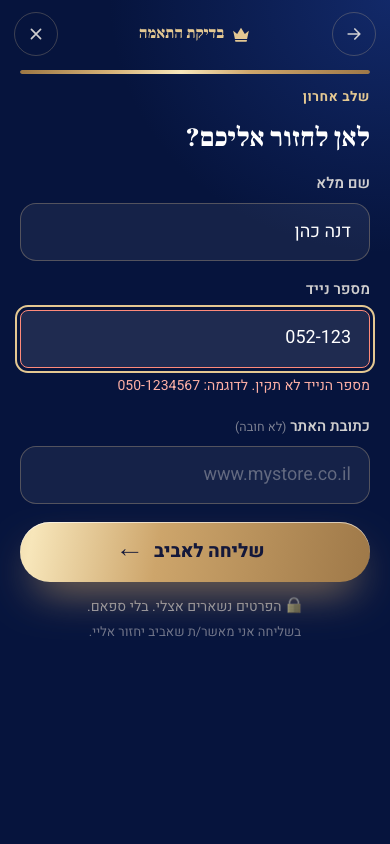 בדיקת התאמה
שלב אחרון
לאן לחזור אליכם?
שם מלא
דנה כהן
מספר נייד
052-123
מספר הנייד לא תקין. לדוגמה: 050-1234567
כתובת האתר (לא חובה)
www.mystore.co.il
שליחה לאביב ←
הפרטים נשארים אצלי. בלי ספאם.
בשליחה אני מאשר/ת שאביב יחזור אליי.